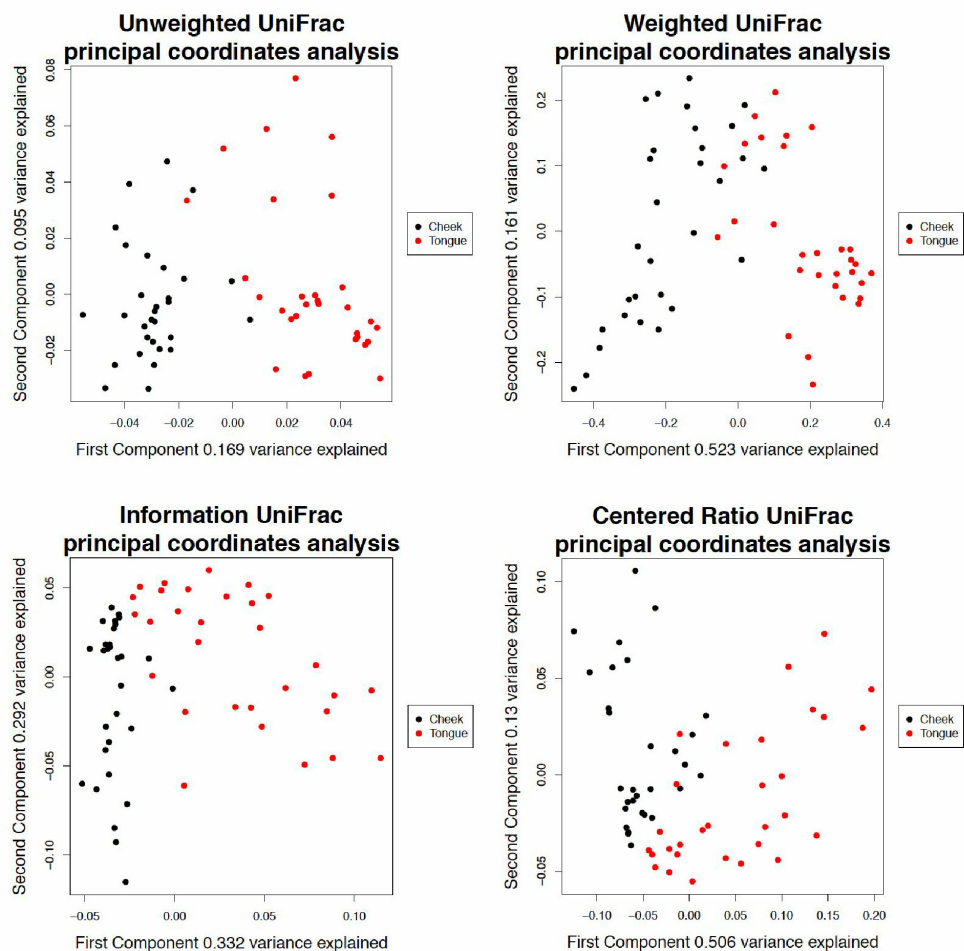 Unweighted UniFrac
principal coordinates analysis
Second Component 0.095 variance explained
0.08
0.06
0.04
0.02
0.00
−0.02
−0.04
−0.02
0.00
0.02
0.04
First Component 0.169 variance explained
Cheek
Tongue
Weighted UniFrac
principal coordinates analysis
Second Component 0.161 variance explained
0.2
0.1
0.0
−0.1
−0.2
−0.4
−0.2
0.0
0.2
0.4
First Component 0.523 variance explained
Cheek
Tongue
Information UniFrac
principal coordinates analysis
Second Component 0.292 variance explained
0.05
0.00
−0.05
−0.10
−0.05
0.00
0.05
0.10
First Component 0.332 variance explained
Cheek
Tongue
Centered Ratio UniFrac
principal coordinates analysis
Second Component 0.13 variance explained
0.10
0.05
0.00
−0.05
−0.10
−0.05
0.00
0.05
0.10
0.15
0.20
First Component 0.506 variance explained
Cheek
Tongue